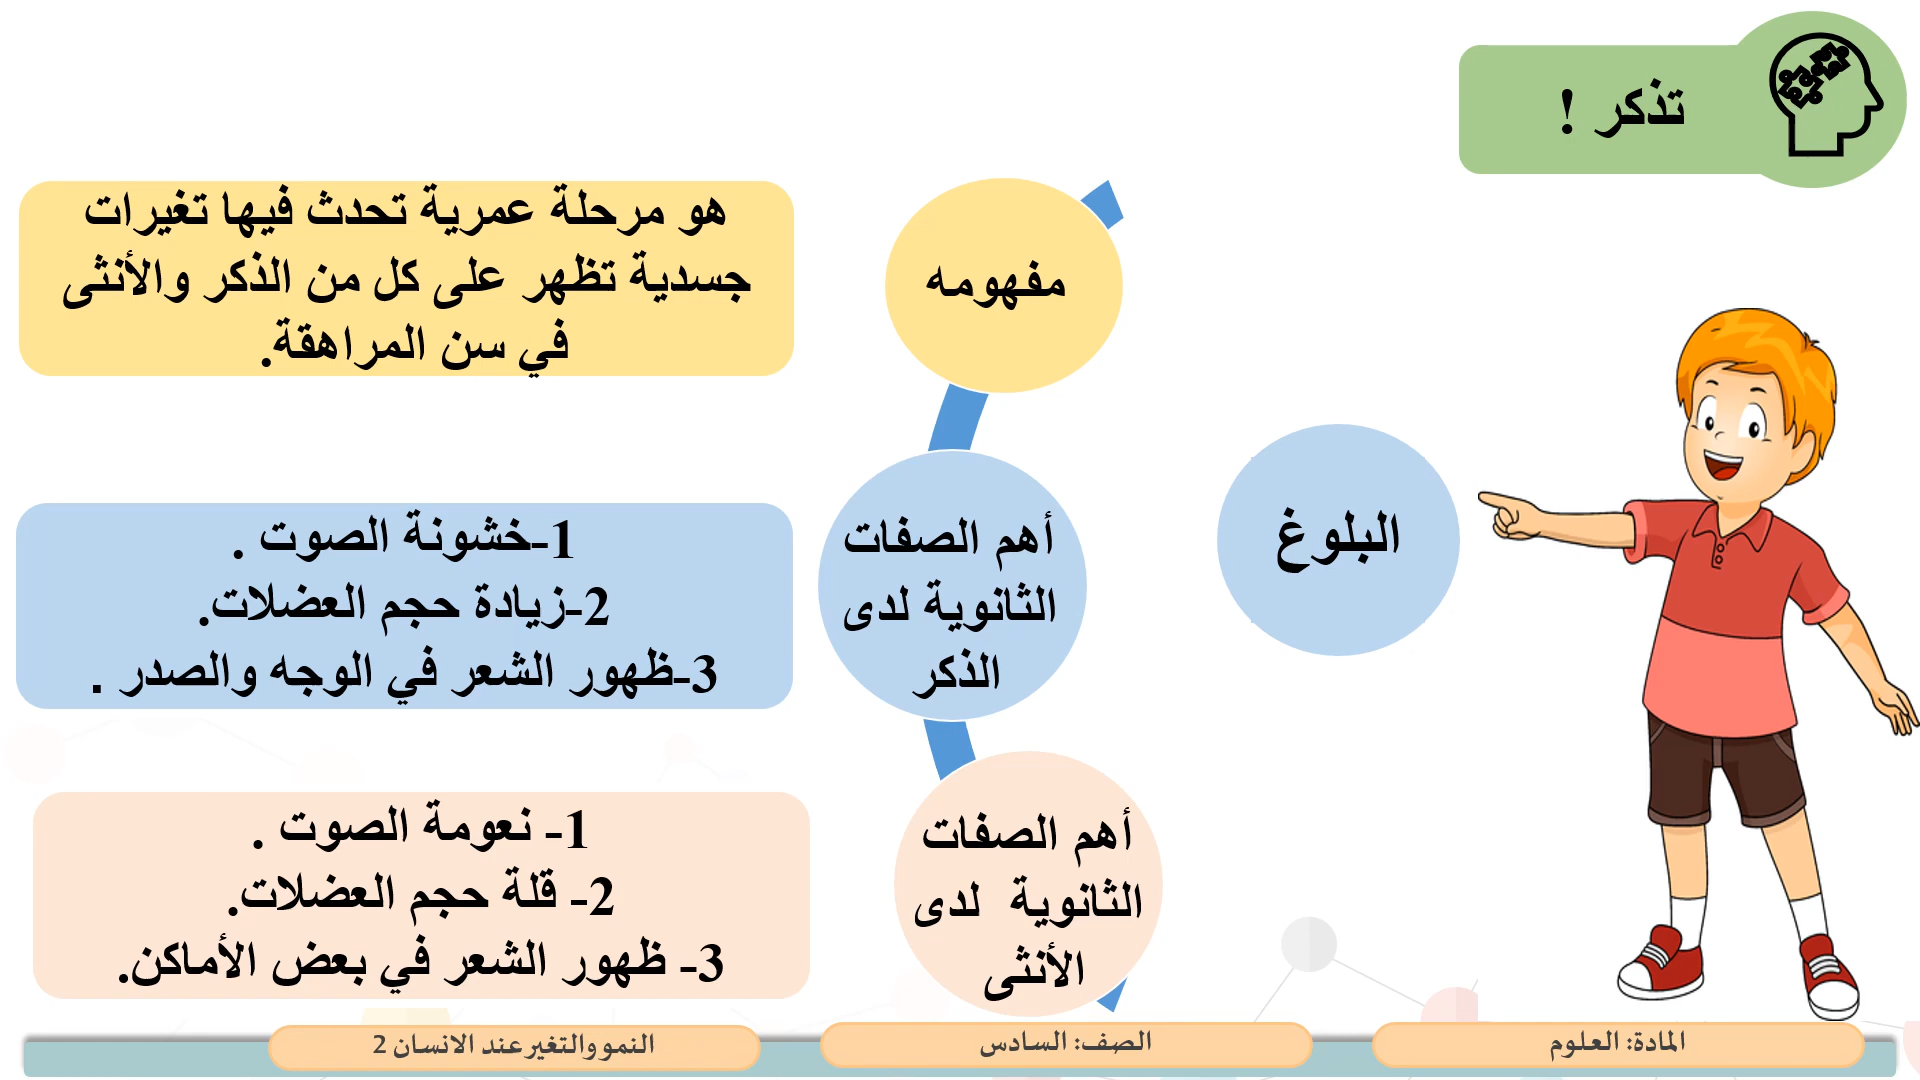 تذكر !
البلوغ
مفهومه
هو مرحلة عمرية تحدث فيها تغيرات
جسدية تظهر على كل من الذكر والأنثى
في سن المراهقة.
أهم الصفات
الثانوية لدى
الذكر
1-خشونة الصوت .
2-زيادة حجم العضلات.
3-ظهور الشعر في الوجه والصدر .
أهم الصفات
الثانوية لدى
الأنثى
1- نعومة الصوت .
2- قلة حجم العضلات.
3- ظهور الشعر في بعض الأماكن.
المادة: العلوم
الصف: السادس
النمو والتغير عند الانسان 2